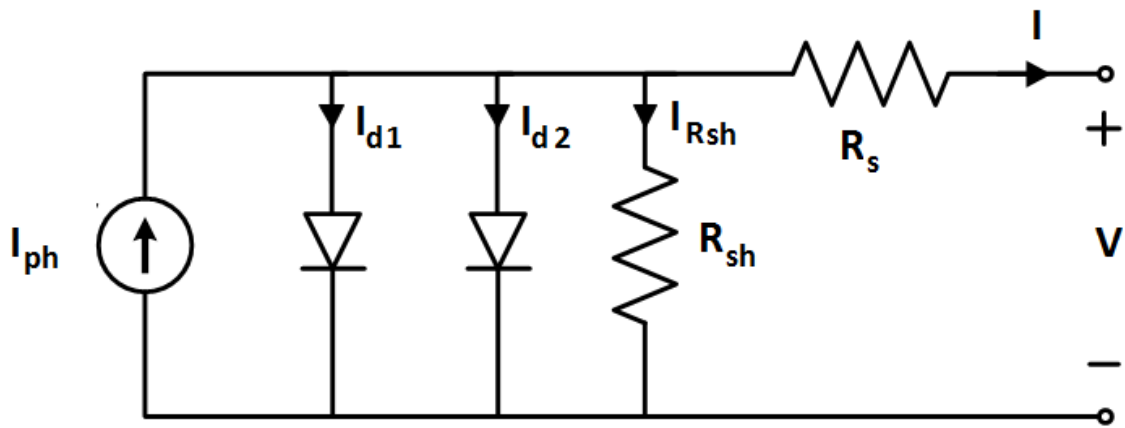 I
I_d1
I_d2
I_Rsh
R_s
+
I_ph
R_sh
V
−